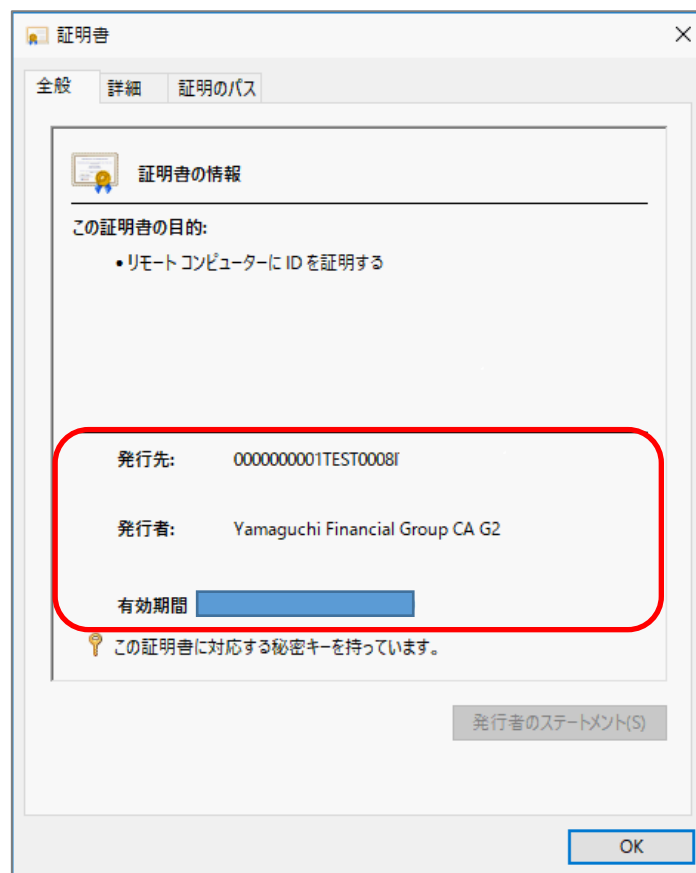 証明書
全般 詳細 証明のパス
証明書の情報
この証明書の目的:
• リモート コンピューターに ID を証明する
発行先:
発行者: Yamaguchi Financial Group CA G2
有効期間
この証明書に対応する秘密キーを持っています。
発行者のステートメント(S)
OK